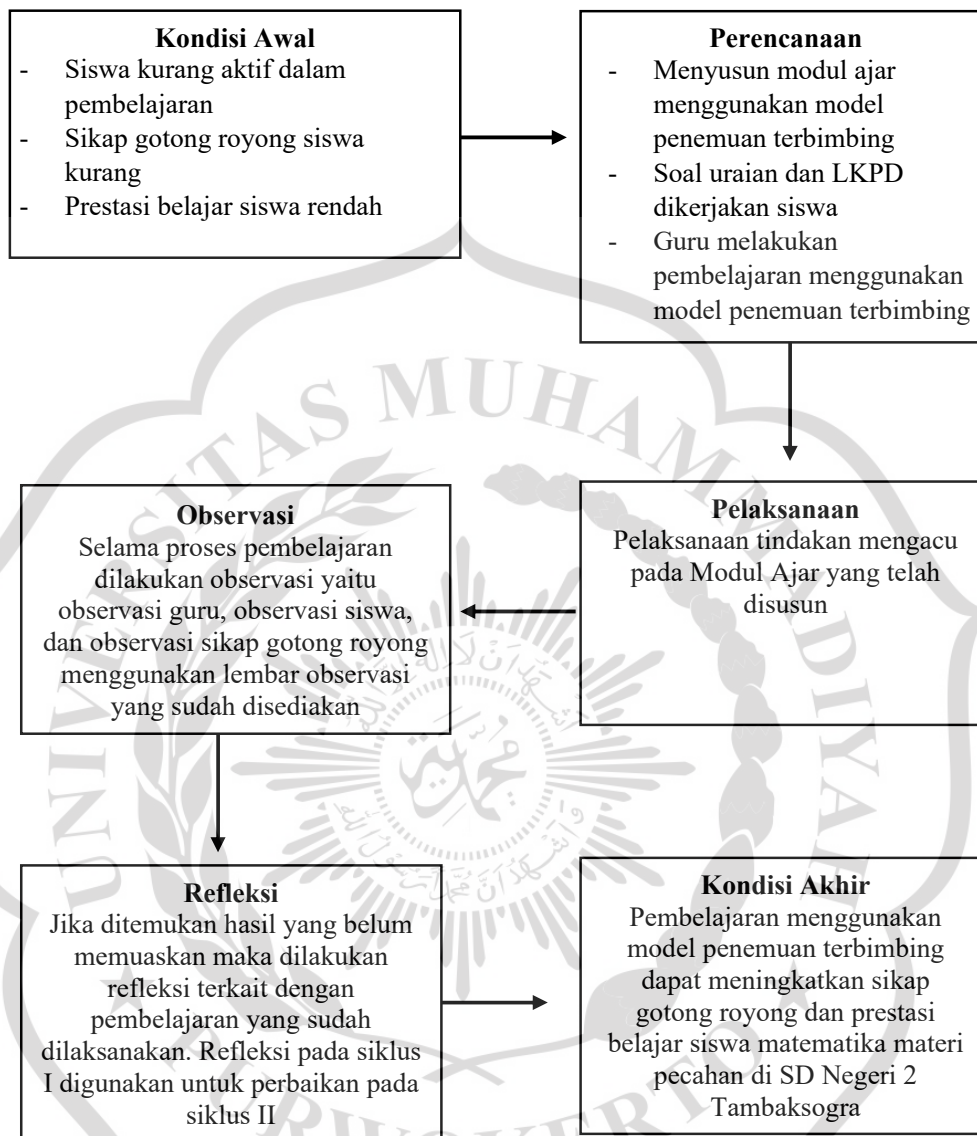 Kondisi Awal
- Siswa kurang aktif dalam
pembelajaran
- Sikap gotong royong siswa
kurang
- Prestasi belajar siswa rendah
Perencanaan
- Menyusun modul ajar
menggunakan model
penemuan terbimbing
- Soal uraian dan LKPD
dikerjakan siswa
- Guru melakukan
pembelajaran menggunakan
model penemuan terbimbing
Pelaksanaan
Pelaksanaan tindakan mengacu
pada Modul Ajar yang telah
disusun
Observasi
Selama proses pembelajaran
dilakukan observasi yaitu
observasi guru, observasi siswa,
dan observasi sikap gotong royong
menggunakan lembar observasi
yang sudah disediakan
Refleksi
Jika ditemukan hasil yang belum
memuaskan maka dilakukan
refleksi terkait dengan
pembelajaran yang sudah
dilaksanakan. Refleksi pada siklus
I digunakan untuk perbaikan pada
siklus II
Kondisi Akhir
Pembelajaran menggunakan
model penemuan terbimbing
dapat meningkatkan sikap
gotong royong dan prestasi
belajar siswa matematika materi
pecahan di SD Negeri 2
Tambaksogra
UNIVERSITAS MUHAMMADIYAH
PURWOKERTO